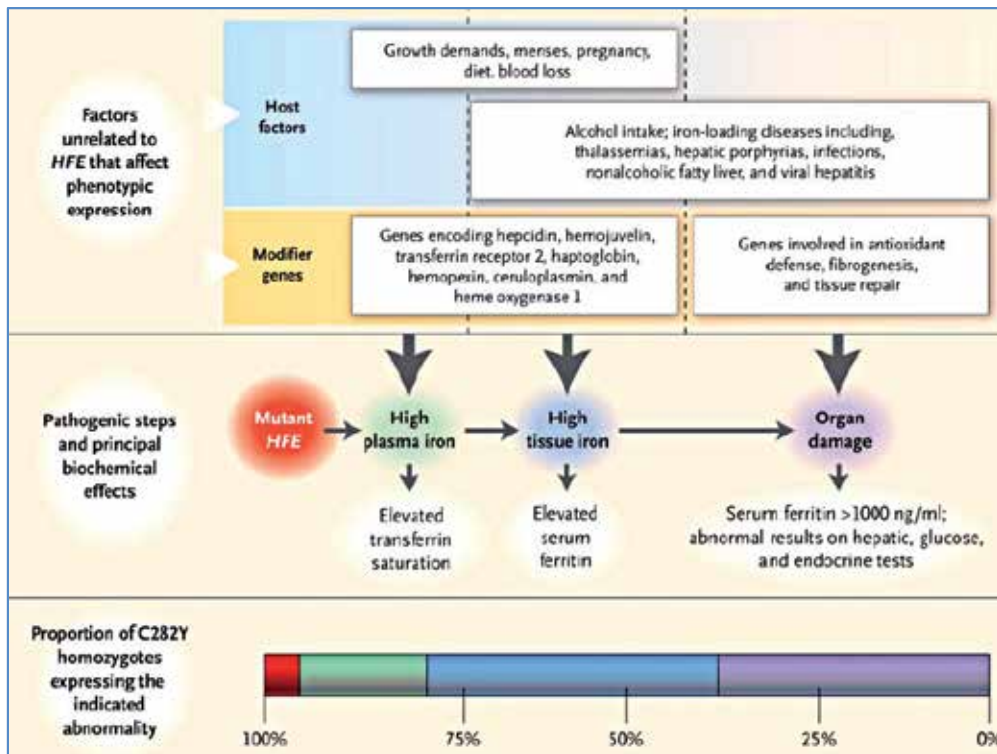 Factors
unrelated to
HFE that affect
phenotypic
expression
Host
factors
Growth demands, menses, pregnancy,
diet, blood loss
Alcohol intake; iron-loading diseases including,
thalassemias, hepatic porphyrias, infections,
nonalcoholic fatty liver, and viral hepatitis
Modifier
genes
Genes encoding hepcidin, hemojuvelin,
transferrin receptor 2, haptoglobin,
hemopexin, ceruloplasmin, and
heme oxygenase 1
Genes involved in antioxidant
defense, fibrogenesis,
and tissue repair
Pathogenic steps
and principal
biochemical
effects
Mutant
HFE
High
plasma iron
High
tissue iron
Organ
damage
Elevated
transferrin
saturation
Elevated
serum
ferritin
Serum ferritin >1000 ng/ml;
abnormal results on hepatic, glucose,
and endocrine tests
Proportion of C282Y
homozygotes
expressing the
indicated
abnormality
100% 75% 50% 25% 0%